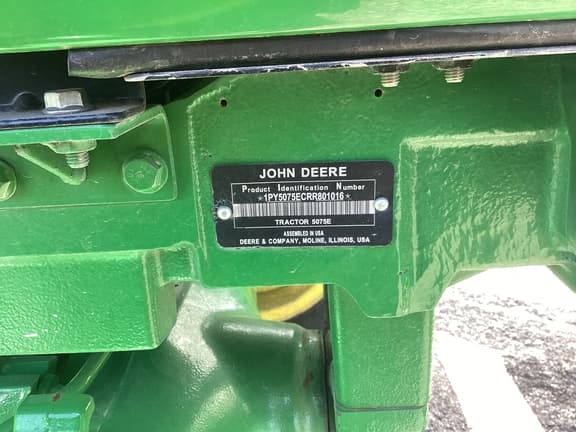 JOHN DEERE
Product Identification Number
*1PY5075ECRR801016*
TRACTOR 5075E
ASSEMBLED IN USA
DEERE & COMPANY, MOLINE, ILLINOIS, USA